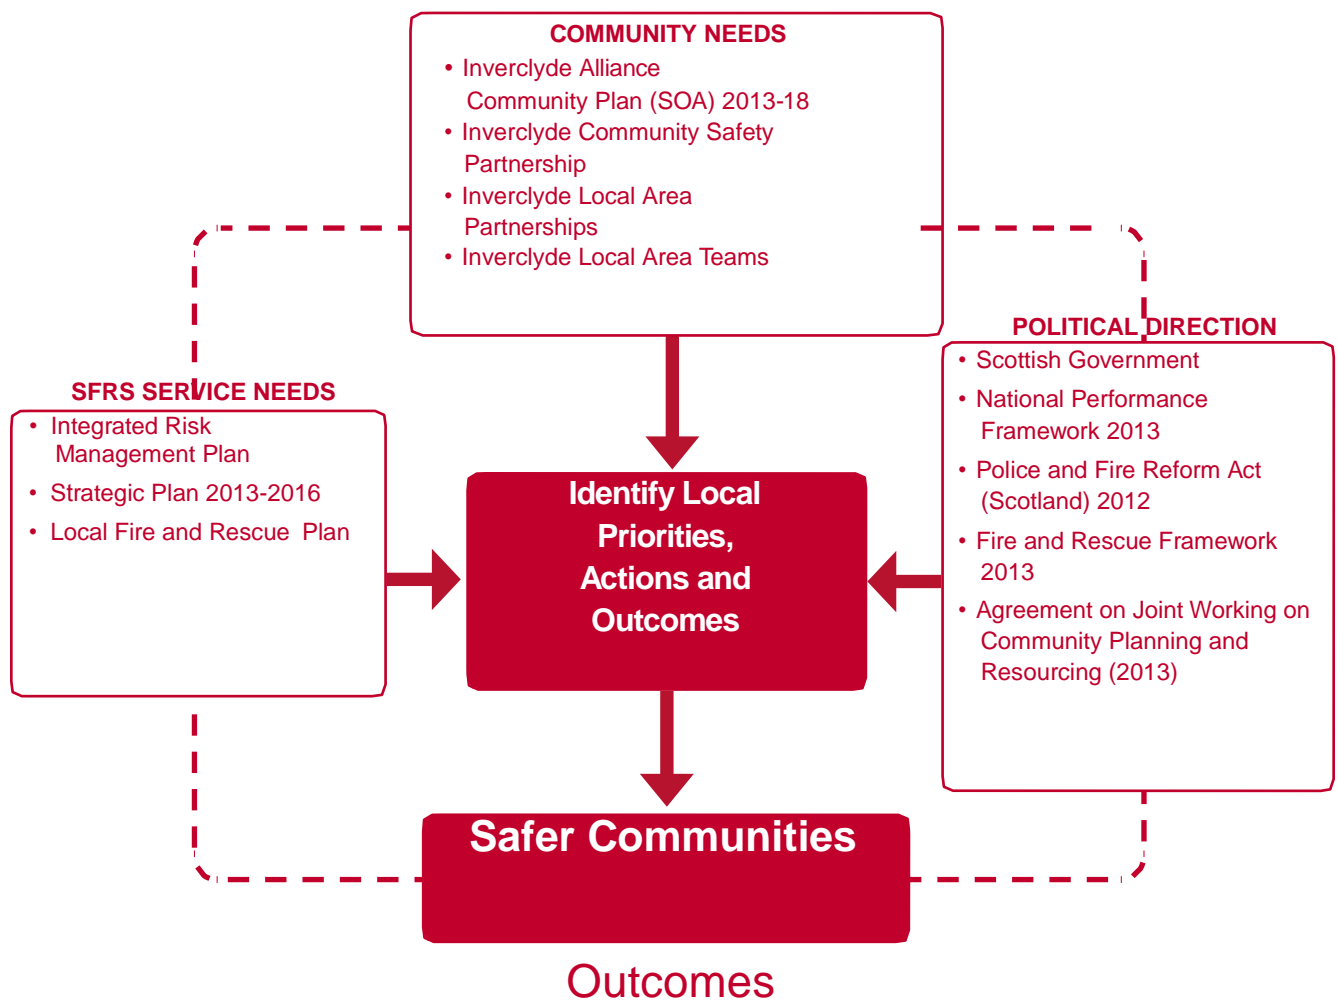 COMMUNITY NEEDS
• Inverclyde Alliance
Community Plan (SOA) 2013-18
• Inverclyde Community Safety
Partnership
• Inverclyde Local Area
Partnerships
• Inverclyde Local Area Teams
POLITICAL DIRECTION
• Scottish Government
• National Performance
Framework 2013
• Police and Fire Reform Act
(Scotland) 2012
• Fire and Rescue Framework
2013
• Agreement on Joint Working on
Community Planning and
Resourcing (2013)
SFRS SERVICE NEEDS
• Integrated Risk
Management Plan
• Strategic Plan 2013-2016
• Local Fire and Rescue Plan
Identify Local
Priorities,
Actions and
Outcomes
Safer Communities
Outcomes